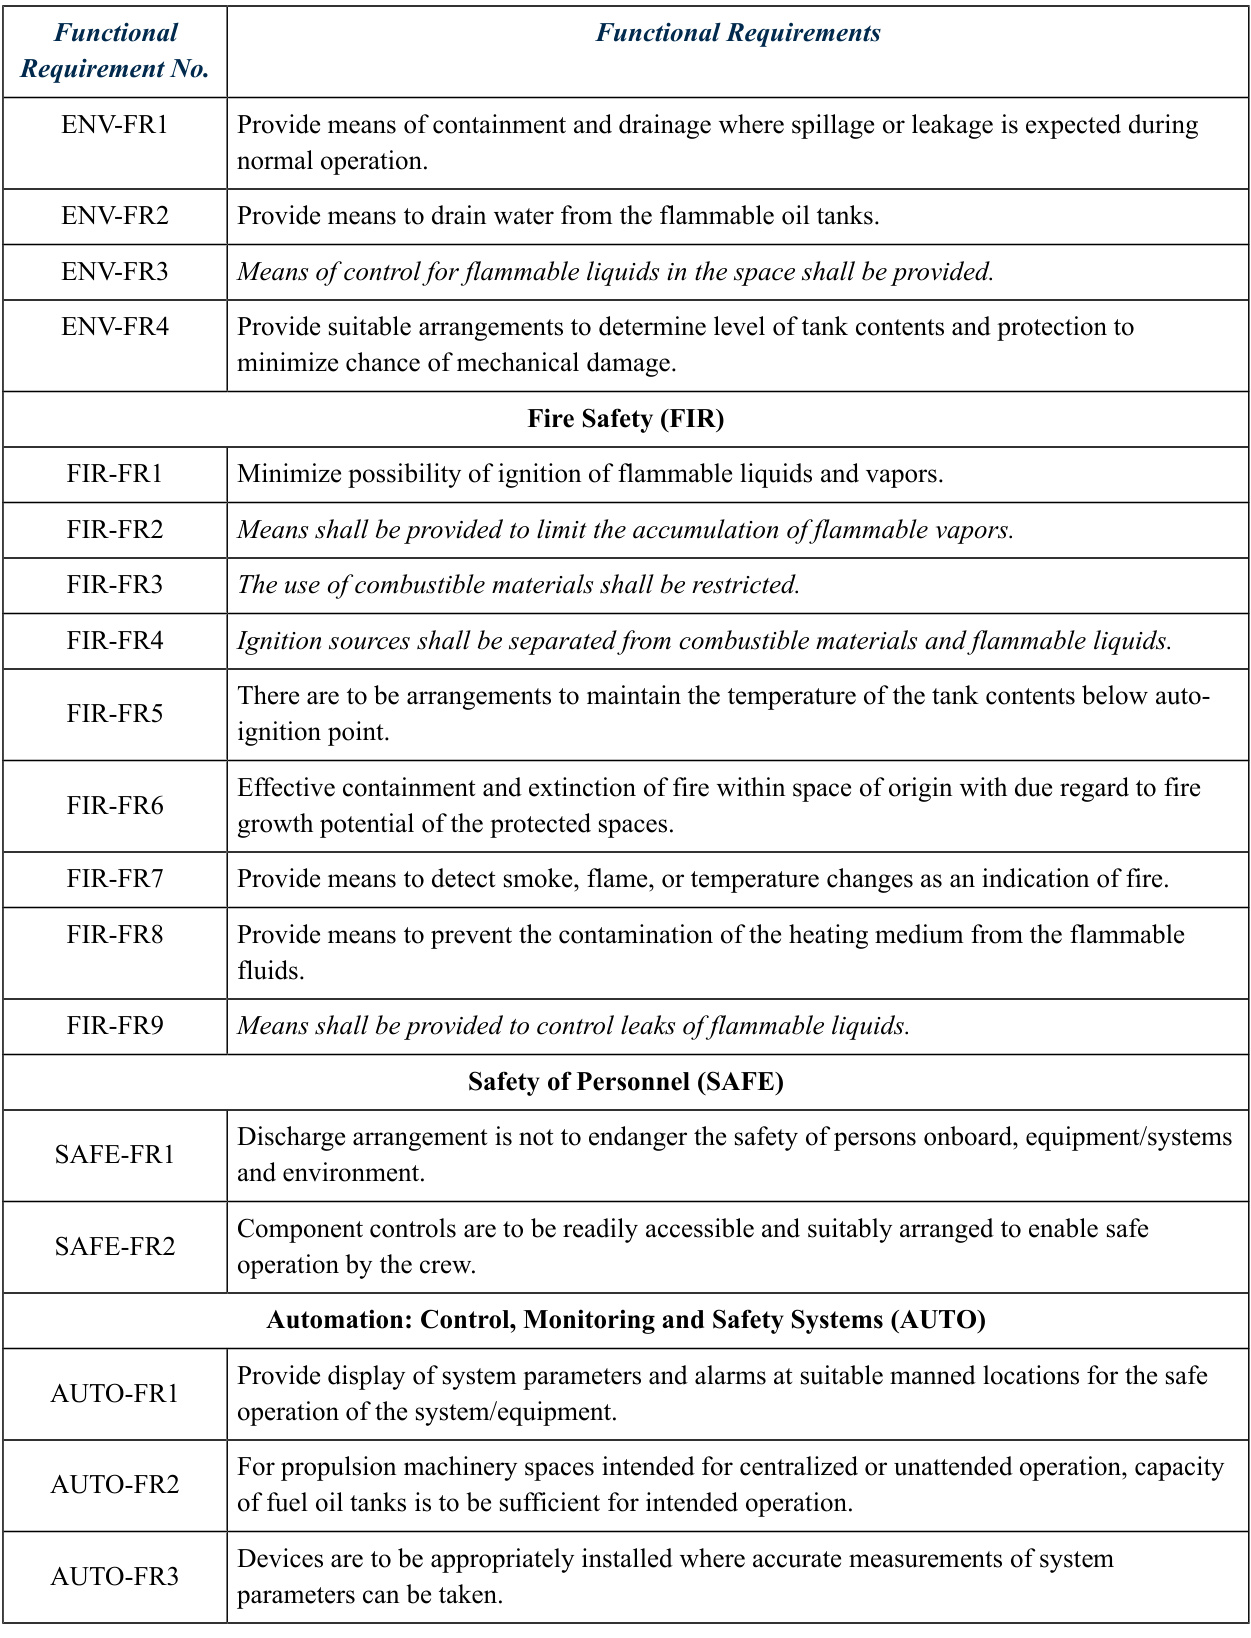 Functional
Requirement No.
Functional Requirements
ENV-FR1
Provide means of containment and drainage where spillage or leakage is expected during
normal operation.
ENV-FR2
Provide means to drain water from the flammable oil tanks.
ENV-FR3
Means of control for flammable liquids in the space shall be provided.
ENV-FR4
Provide suitable arrangements to determine level of tank contents and protection to
minimize chance of mechanical damage.
Fire Safety (FIR)
FIR-FR1
Minimize possibility of ignition of flammable liquids and vapors.
FIR-FR2
Means shall be provided to limit the accumulation of flammable vapors.
FIR-FR3
The use of combustible materials shall be restricted.
FIR-FR4
Ignition sources shall be separated from combustible materials and flammable liquids.
FIR-FR5
There are to be arrangements to maintain the temperature of the tank contents below auto-
ignition point.
FIR-FR6
Effective containment and extinction of fire within space of origin with due regard to fire
growth potential of the protected spaces.
FIR-FR7
Provide means to detect smoke, flame, or temperature changes as an indication of fire.
FIR-FR8
Provide means to prevent the contamination of the heating medium from the flammable
fluids.
FIR-FR9
Means shall be provided to control leaks of flammable liquids.
Safety of Personnel (SAFE)
SAFE-FR1
Discharge arrangement is not to endanger the safety of persons onboard, equipment/systems
and environment.
SAFE-FR2
Component controls are to be readily accessible and suitably arranged to enable safe
operation by the crew.
Automation: Control, Monitoring and Safety Systems (AUTO)
AUTO-FR1
Provide display of system parameters and alarms at suitable manned locations for the safe
operation of the system/equipment.
AUTO-FR2
For propulsion machinery spaces intended for centralized or unattended operation, capacity
of fuel oil tanks is to be sufficient for intended operation.
AUTO-FR3
Devices are to be appropriately installed where accurate measurements of system
parameters can be taken.